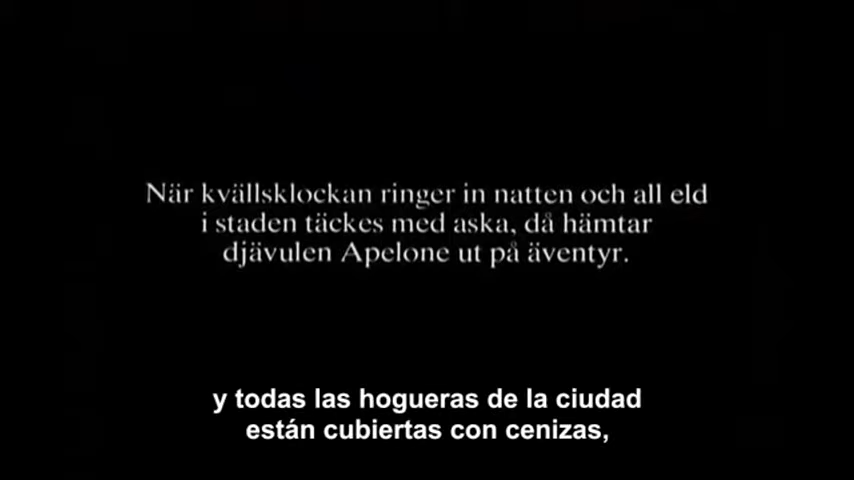 När kvällsklockan ringer in natten och all eld
i staden täckes med aska, då hämtar
djävulen Apelone ut på äventyr.
y todas las hogueras de la ciudad
están cubiertas con cenizas,